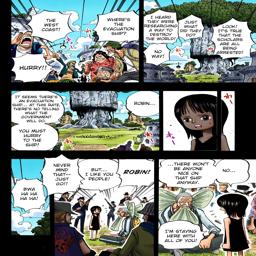 THE
WEST
COAST!
WHERE'S
THE
EVACUATION
SHIP?
HURRY!!
I HEARD
THEY WERE
RESEARCHING
A WAY TO
DESTROY THE
WORLD!
NO
WAY!
JUST
WHAT
DID THEY
DO?
LOOK!
IT'S TRUE
THAT THE
SCHOLARS
ARE ALL
BEING
ARRESTED!
IT SEEMS THERE'S
AN EVACUATION
SHIP... AT THIS RATE,
THERE'S NO TELLING
WHAT THE
GOVERNMENT
WILL DO.
YOU MUST
HURRY
TO THE
SHIP!
ROBIN...
NEVER
MIND
THAT--
JUST
GO!!
BUT...
I LIKE
YOU
PEOPLE!
ROBIN!
BWA
HA HA
HA HA!
...THERE WON'T
BE ANYONE
NICE ON
THAT SHIP
ANYWAY.
NO...
I'M STAYING
HERE WITH
ALL OF YOU!